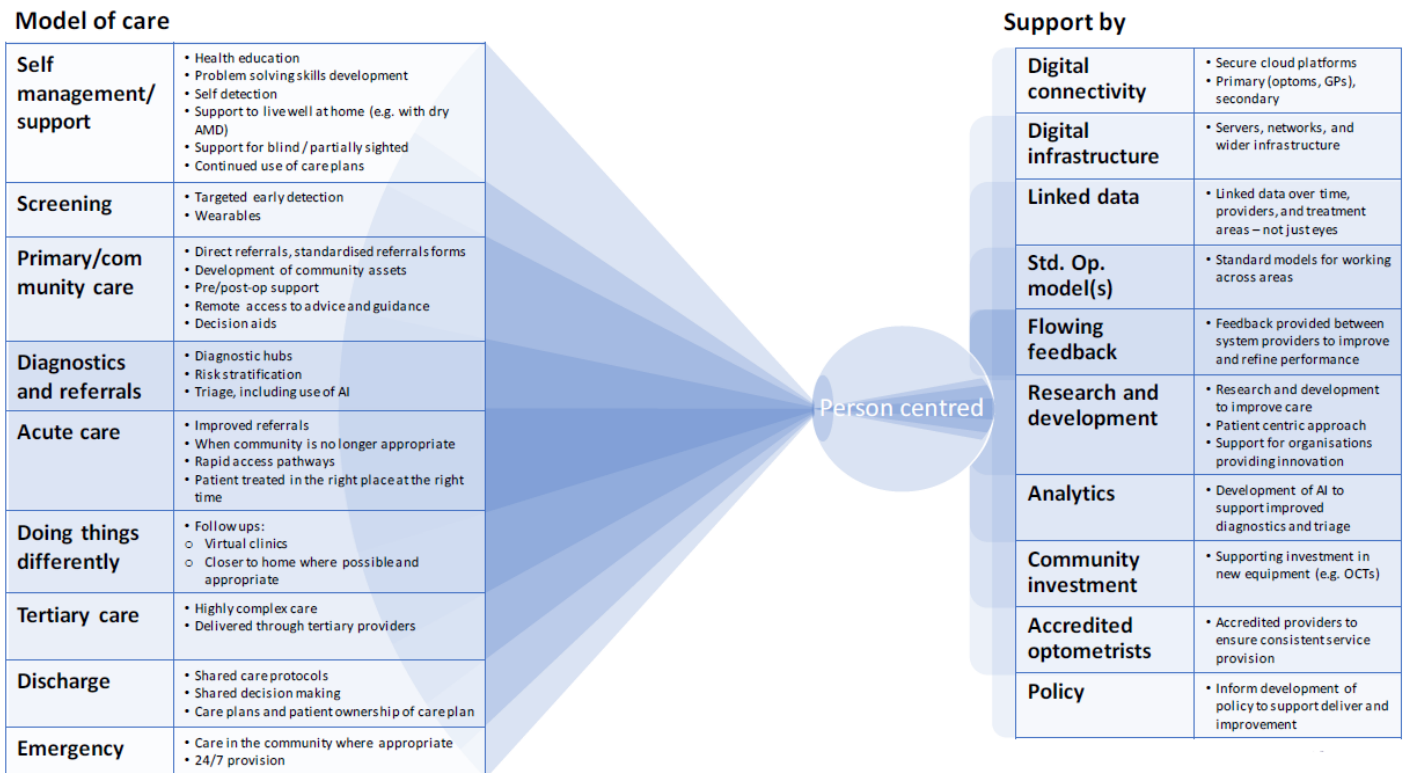 Model of care
Self
management/
support
• Health education
• Problem solving skills development
• Self detection
• Support to live well at home (e.g. with dry
AMD)
• Support for blind / partially sighted
• Continued use of care plans
Screening
• Targeted early detection
• Wearables
Primary/com
munity care
• Direct referrals, standardised referrals forms
• Development of community assets
• Pre/post-op support
• Remote access to advice and guidance
• Decision aids
Diagnostics
and referrals
• Diagnostic hubs
• Risk stratification
• Triage, including use of AI
Acute care
• Improved referrals
• When community is no longer appropriate
• Rapid access pathways
• Patient treated in the right place at the right
time
Doing things
differently
• Follow ups:
o Virtual clinics
o Closer to home where possible and
appropriate
Tertiary care
• Highly complex care
• Delivered through tertiary providers
Discharge
• Shared care protocols
• Shared decision making
• Care plans and patient ownership of care plan
Emergency
• Care in the community where appropriate
• 24/7 provision
Person centred
Support by
Digital
connectivity
• Secure cloud platforms
• Primary (optoms, GPs),
secondary
Digital
infrastructure
• Servers, networks, and
wider infrastructure
Linked data
• Linked data over time,
providers, and treatment
areas – not just eyes
Std. Op.
model(s)
• Standard models for working
across areas
Flowing
feedback
• Feedback provided between
system providers to improve
and refine performance
Research and
development
• Research and development
to improve care
• Patient centric approach
• Support for organisations
providing innovation
Analytics
• Development of AI to
support improved
diagnostics and triage
Community
investment
• Supporting investment in
new equipment (e.g. OCTs)
Accredited
optometrists
• Accredited providers to
ensure consistent service
provision
Policy
• Inform development of
policy to support deliver and
improvement